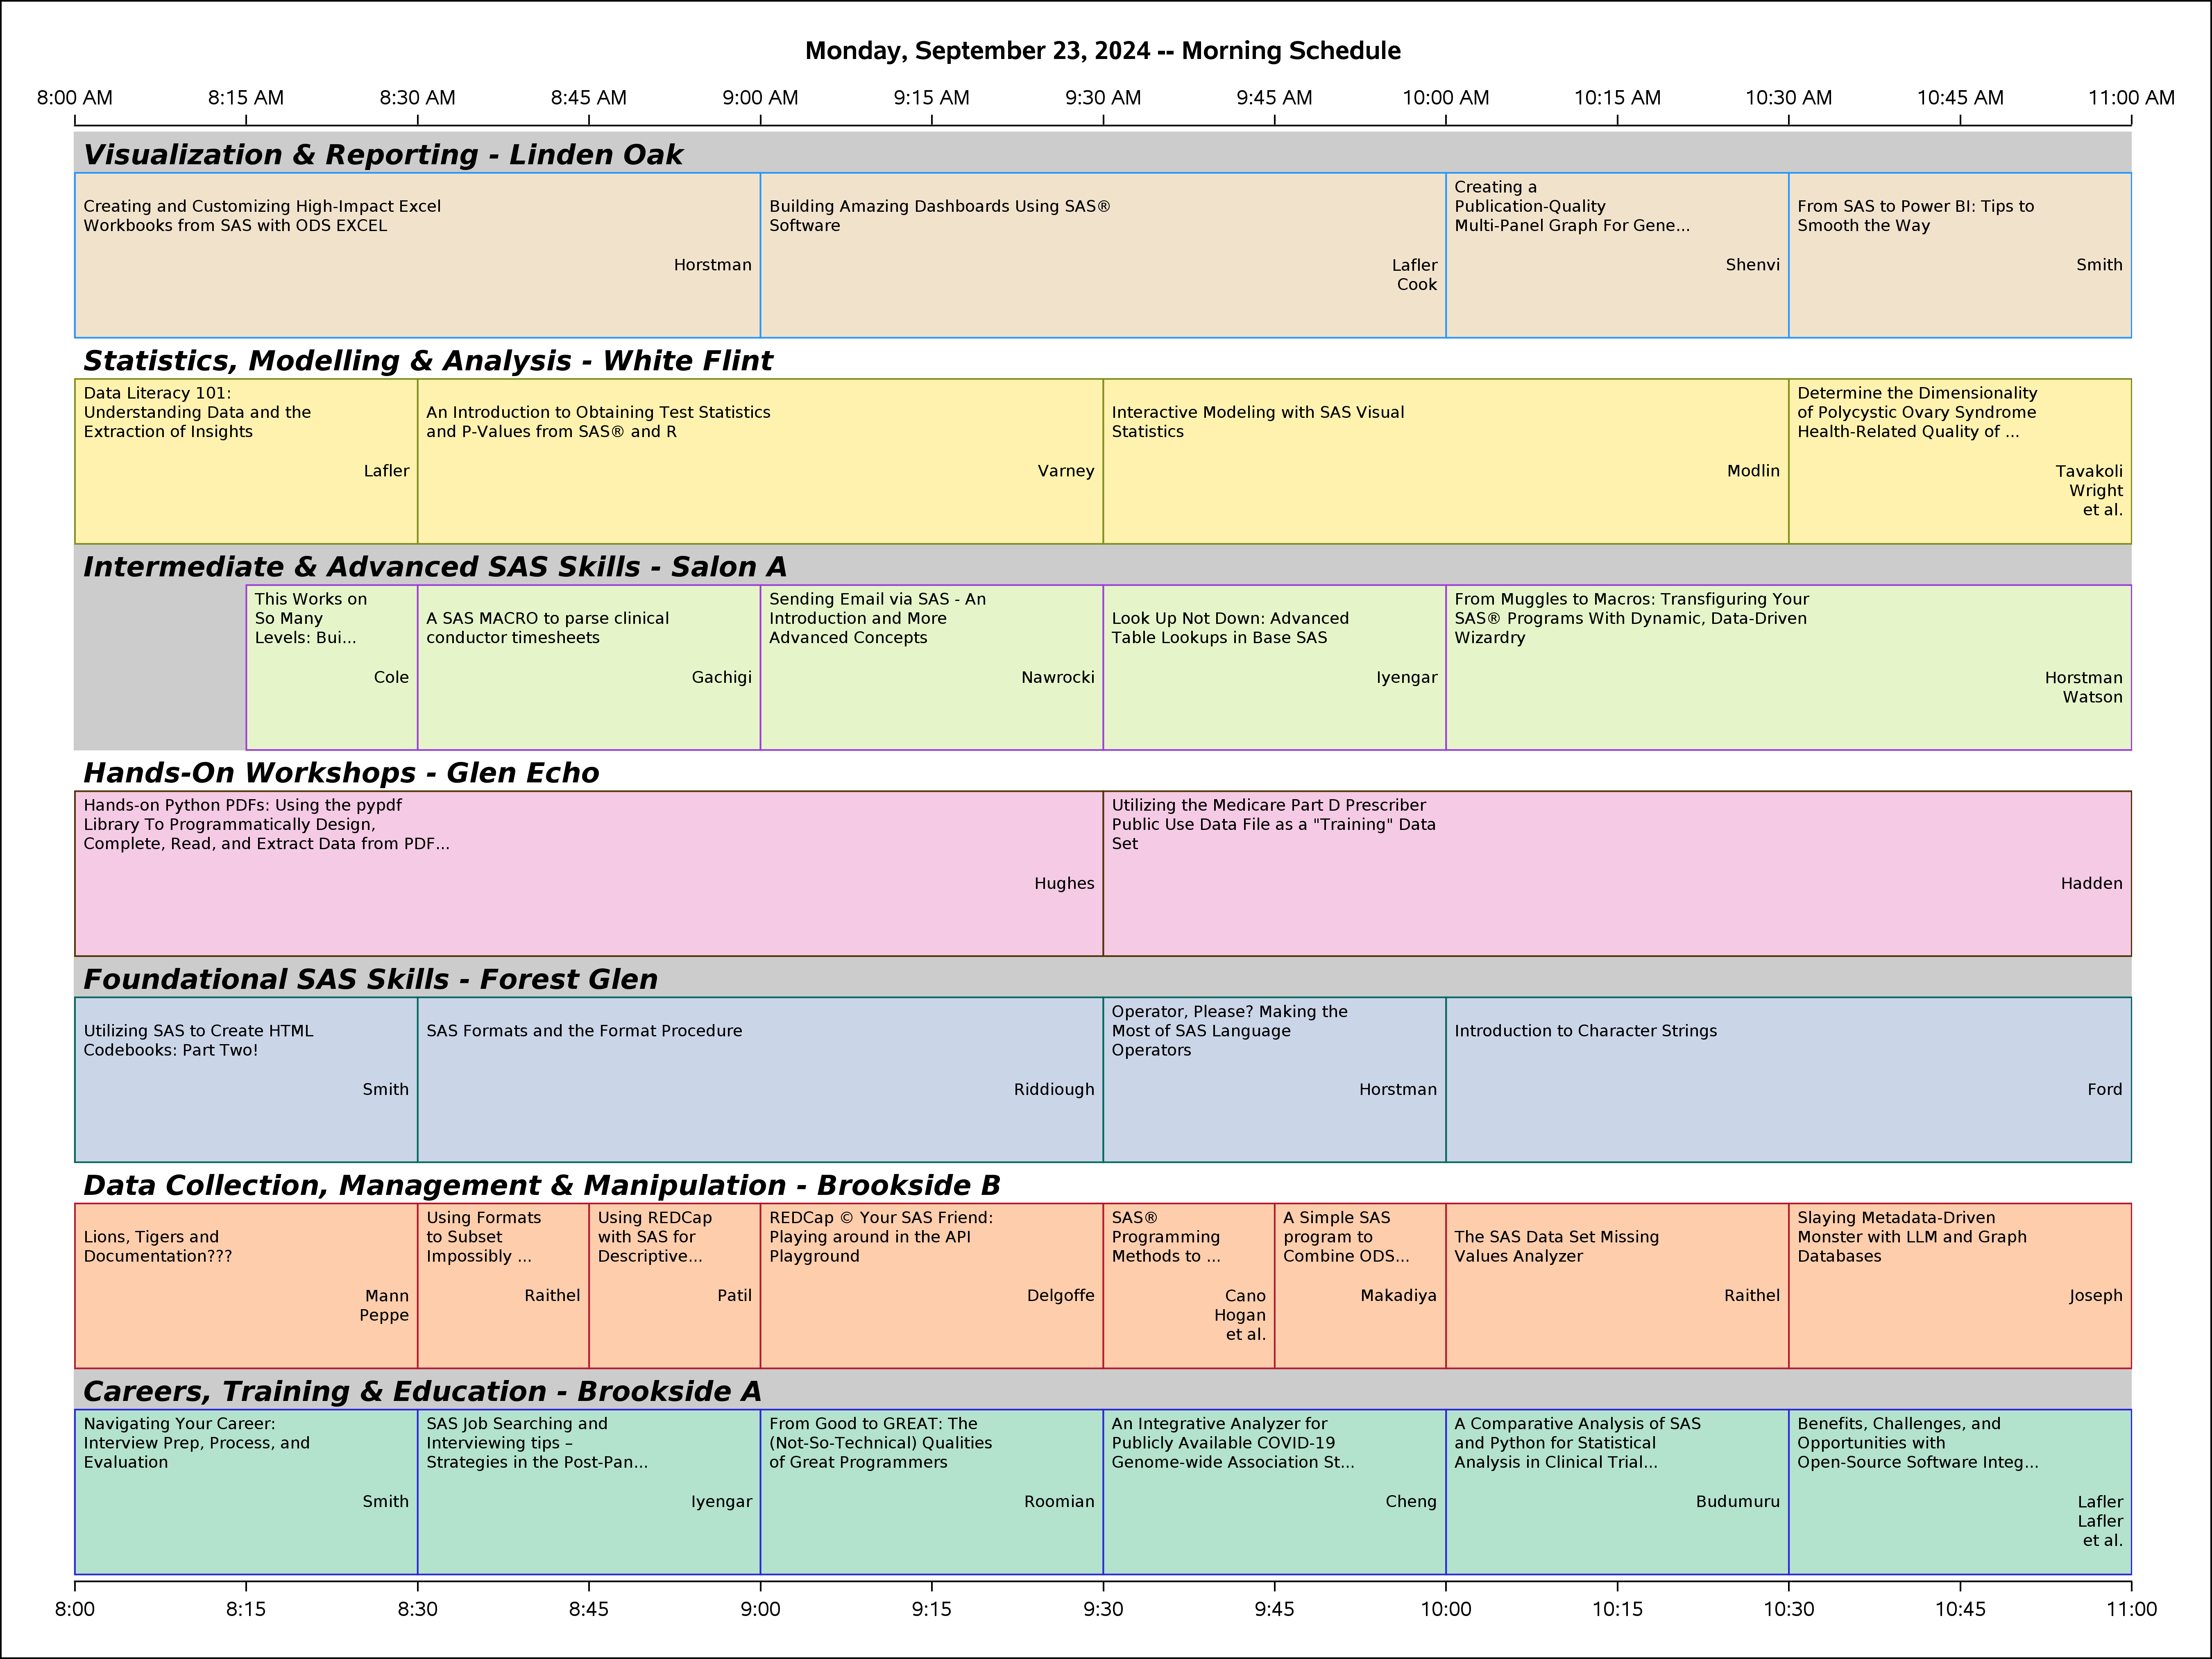 Monday, September 23, 2024 -- Morning Schedule
8:00 AM 8:15 AM 8:30 AM 8:45 AM 9:00 AM 9:15 AM 9:30 AM 9:45 AM 10:00 AM 10:15 AM 10:30 AM 10:45 AM 11:00 AM
Visualization & Reporting - Linden Oak
Creating and Customizing High-Impact Excel
Workbooks from SAS with ODS EXCEL
Horstman
Building Amazing Dashboards Using SAS®
Software
Lafler
Cook
Creating a
Publication-Quality
Multi-Panel Graph For Gene...
Shenvi
From SAS to Power BI: Tips to
Smooth the Way
Smith
Statistics, Modelling & Analysis - White Flint
Data Literacy 101:
Understanding Data and the
Extraction of Insights
Lafler
An Introduction to Obtaining Test Statistics
and P-Values from SAS® and R
Varney
Interactive Modeling with SAS Visual
Statistics
Modlin
Determine the Dimensionality
of Polycystic Ovary Syndrome
Health-Related Quality of ...
Tavakoli
Wright
et al.
Intermediate & Advanced SAS Skills - Salon A
This Works on
So Many
Levels: Bui...
Cole
A SAS MACRO to parse clinical
conductor timesheets
Gachigi
Sending Email via SAS - An
Introduction and More
Advanced Concepts
Nawrocki
Look Up Not Down: Advanced
Table Lookups in Base SAS
Iyengar
From Muggles to Macros: Transfiguring Your
SAS® Programs With Dynamic, Data-Driven
Wizardry
Horstman
Watson
Hands-On Workshops - Glen Echo
Hands-on Python PDFs: Using the pypdf
Library To Programmatically Design,
Complete, Read, and Extract Data from PDF...
Hughes
Utilizing the Medicare Part D Prescriber
Public Use Data File as a "Training" Data
Set
Hadden
Foundational SAS Skills - Forest Glen
Utilizing SAS to Create HTML
Codebooks: Part Two!
Smith
SAS Formats and the Format Procedure
Riddiough
Operator, Please? Making the
Most of SAS Language
Operators
Horstman
Introduction to Character Strings
Ford
Data Collection, Management & Manipulation - Brookside B
Lions, Tigers and
Documentation???
Mann
Peppe
Using Formats
to Subset
Impossibly ...
Raithel
Using REDCap
with SAS for
Descriptive...
Patil
REDCap © Your SAS Friend:
Playing around in the API
Playground
Delgoffe
SAS®
Programming
Methods to ...
Cano
Hogan
et al.
A Simple SAS
program to
Combine ODS...
Makadiya
The SAS Data Set Missing
Values Analyzer
Raithel
Slaying Metadata-Driven
Monster with LLM and Graph
Databases
Joseph
Careers, Training & Education - Brookside A
Navigating Your Career:
Interview Prep, Process, and
Evaluation
Smith
SAS Job Searching and
Interviewing tips –
Strategies in the Post-Pan...
Iyengar
From Good to GREAT: The
(Not-So-Technical) Qualities
of Great Programmers
Roomian
An Integrative Analyzer for
Publicly Available COVID-19
Genome-wide Association St...
Cheng
A Comparative Analysis of SAS
and Python for Statistical
Analysis in Clinical Trial...
Budumuru
Benefits, Challenges, and
Opportunities with
Open-Source Software Integ...
Lafler
Lafler
et al.
8:00 8:15 8:30 8:45 9:00 9:15 9:30 9:45 10:00 10:15 10:30 10:45 11:00